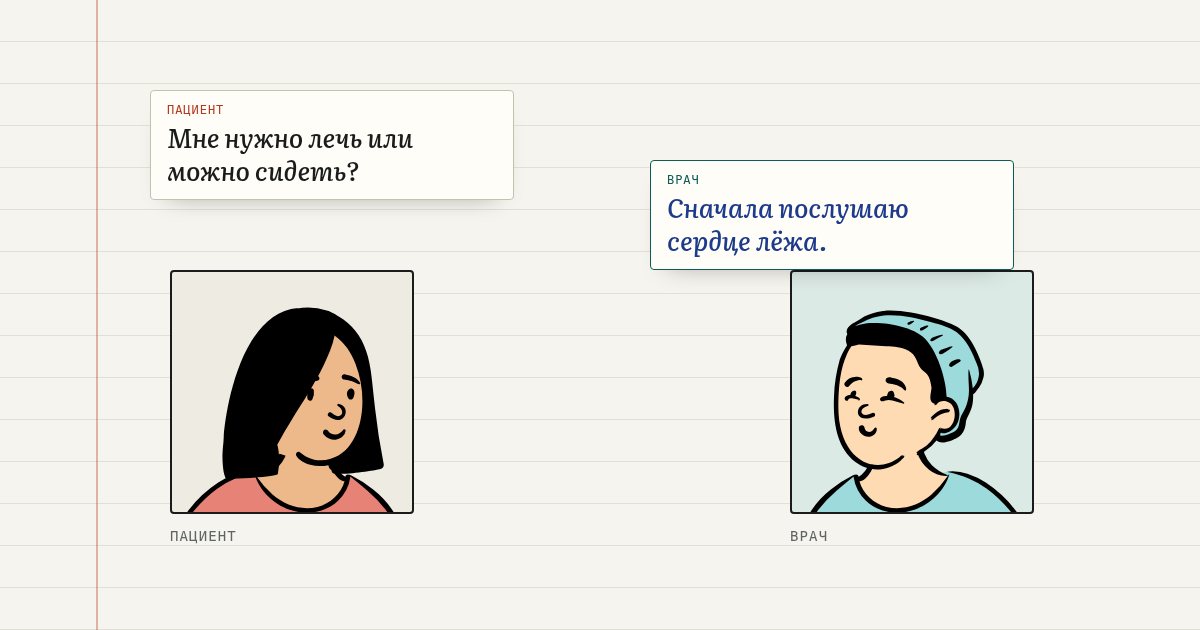 ПАЦИЕНТ
Мне нужно лечь или
можно сидеть?
ВРАЧ
Сначала послушаю
сердце лёжа.
ПАЦИЕНТ
ВРАЧ